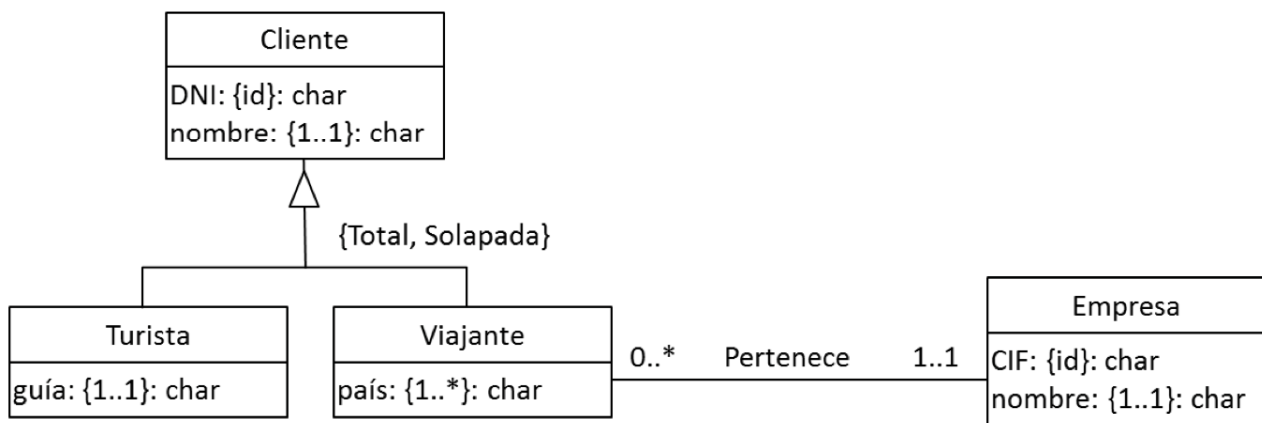 Cliente
DNI: {id}: char
nombre: {1..1}: char
{Total, Solapada}
Turista
guía: {1..1}: char
Viajante
país: {1..*}: char
0..* Pertenece 1..1
Empresa
CIF: {id}: char
nombre: {1..1}: char